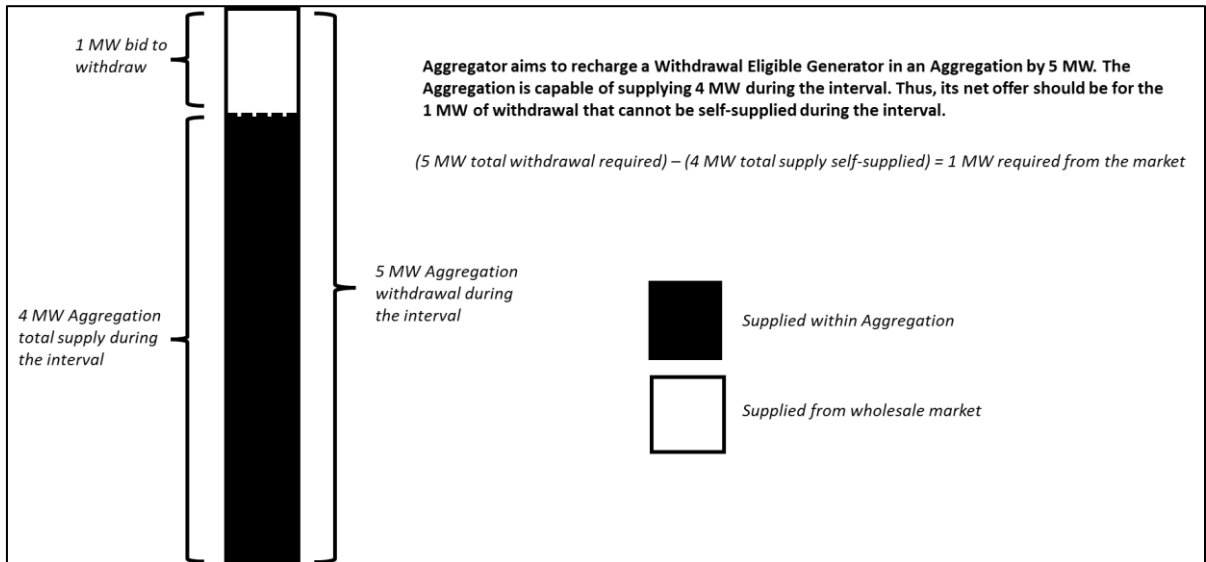 1 MW bid to
withdraw
Aggregator aims to recharge a Withdrawal Eligible Generator in an Aggregation by 5 MW. The
Aggregation is capable of supplying 4 MW during the interval. Thus, its net offer should be for the
1 MW of withdrawal that cannot be self-supplied during the interval.
(5 MW total withdrawal required) – (4 MW total supply self-supplied) = 1 MW required from the market
5 MW Aggregation
withdrawal during
the interval
4 MW Aggregation
total supply during
the interval
Supplied within Aggregation
Supplied from wholesale market